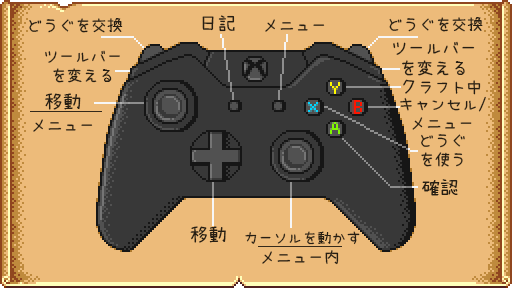 どうぐを交換
日記
メニュー
どうぐを交換
ツールバー
を変える
ツールバー
を変える
移動
メニュー
Y
クラフト中
X
B
キャンセル/
メニュー
A
どうぐ
を使う
確認
移動
カーソルを動かす
メニュー内